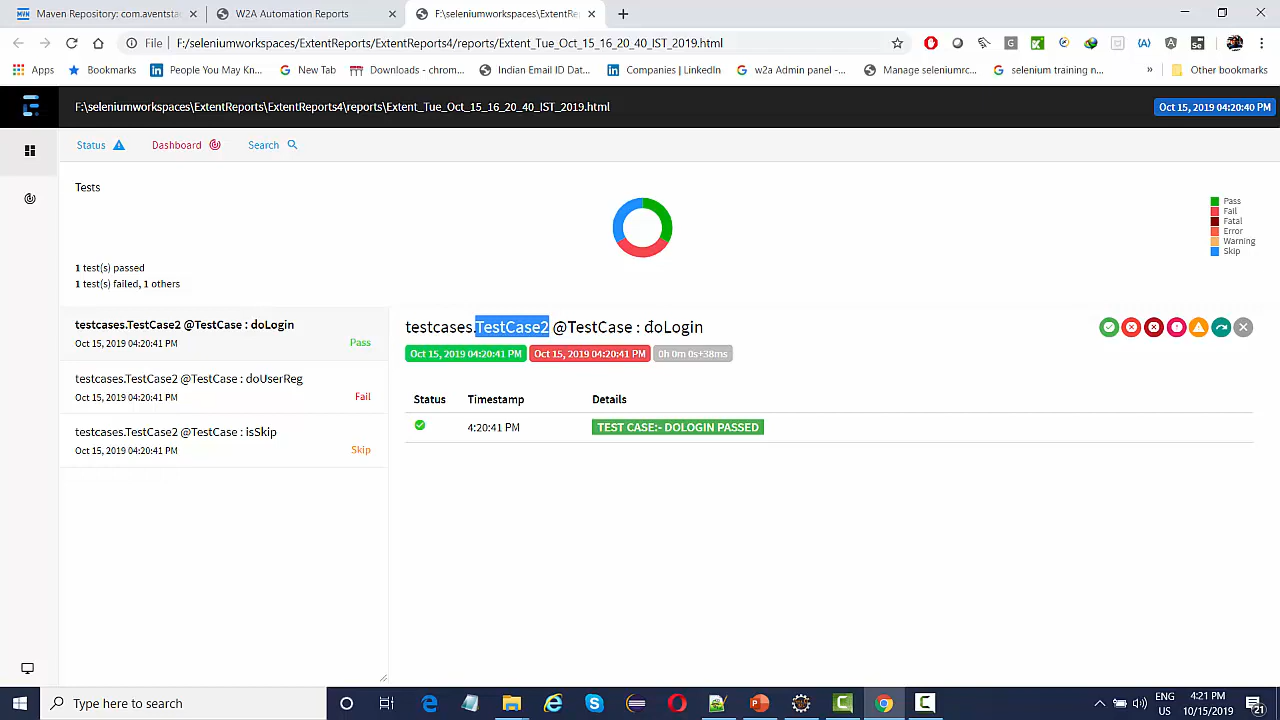 Maven Repository: com.aventsta
W2A Automation Reports
F:\seleniumworkspaces\ExtentRe
File
F:/seleniumworkspaces/ExtentReports/ExtentReports4/reports/Extent_Tue_Oct_15_16_20_40_IST_2019.html
Apps
Bookmarks
People You May Kn...
New Tab
Downloads - chrom...
Indian Email ID Dat...
Companies | LinkedIn
w2a Admin panel -...
Manage seleniumrc...
selenium training n...
»
Other bookmarks
F:\seleniumworkspaces\ExtentReports\ExtentReports4\reports\Extent_Tue_Oct_15_16_20_40_IST_2019.html
Oct 15, 2019 04:20:40 PM
Status
Dashboard
Search
Tests
Pass
Fail
Fatal
Error
Warning
Skip
1 test(s) passed
1 test(s) failed, 1 others
testcases.TestCase2 @TestCase : doLogin
Oct 15, 2019 04:20:41 PM
Pass
testcases.TestCase2 @TestCase : doUserReg
Oct 15, 2019 04:20:41 PM
Fail
testcases.TestCase2 @TestCase : isSkip
Oct 15, 2019 04:20:41 PM
Skip
testcases.TestCase2 @TestCase : doLogin
Oct 15, 2019 04:20:41 PM
Oct 15, 2019 04:20:41 PM
0h 0m 0s+38ms
Status
Timestamp
Details
4:20:41 PM
TEST CASE:- DOLOGIN PASSED
Type here to search
ENG
US
4:21 PM
10/15/2019
21